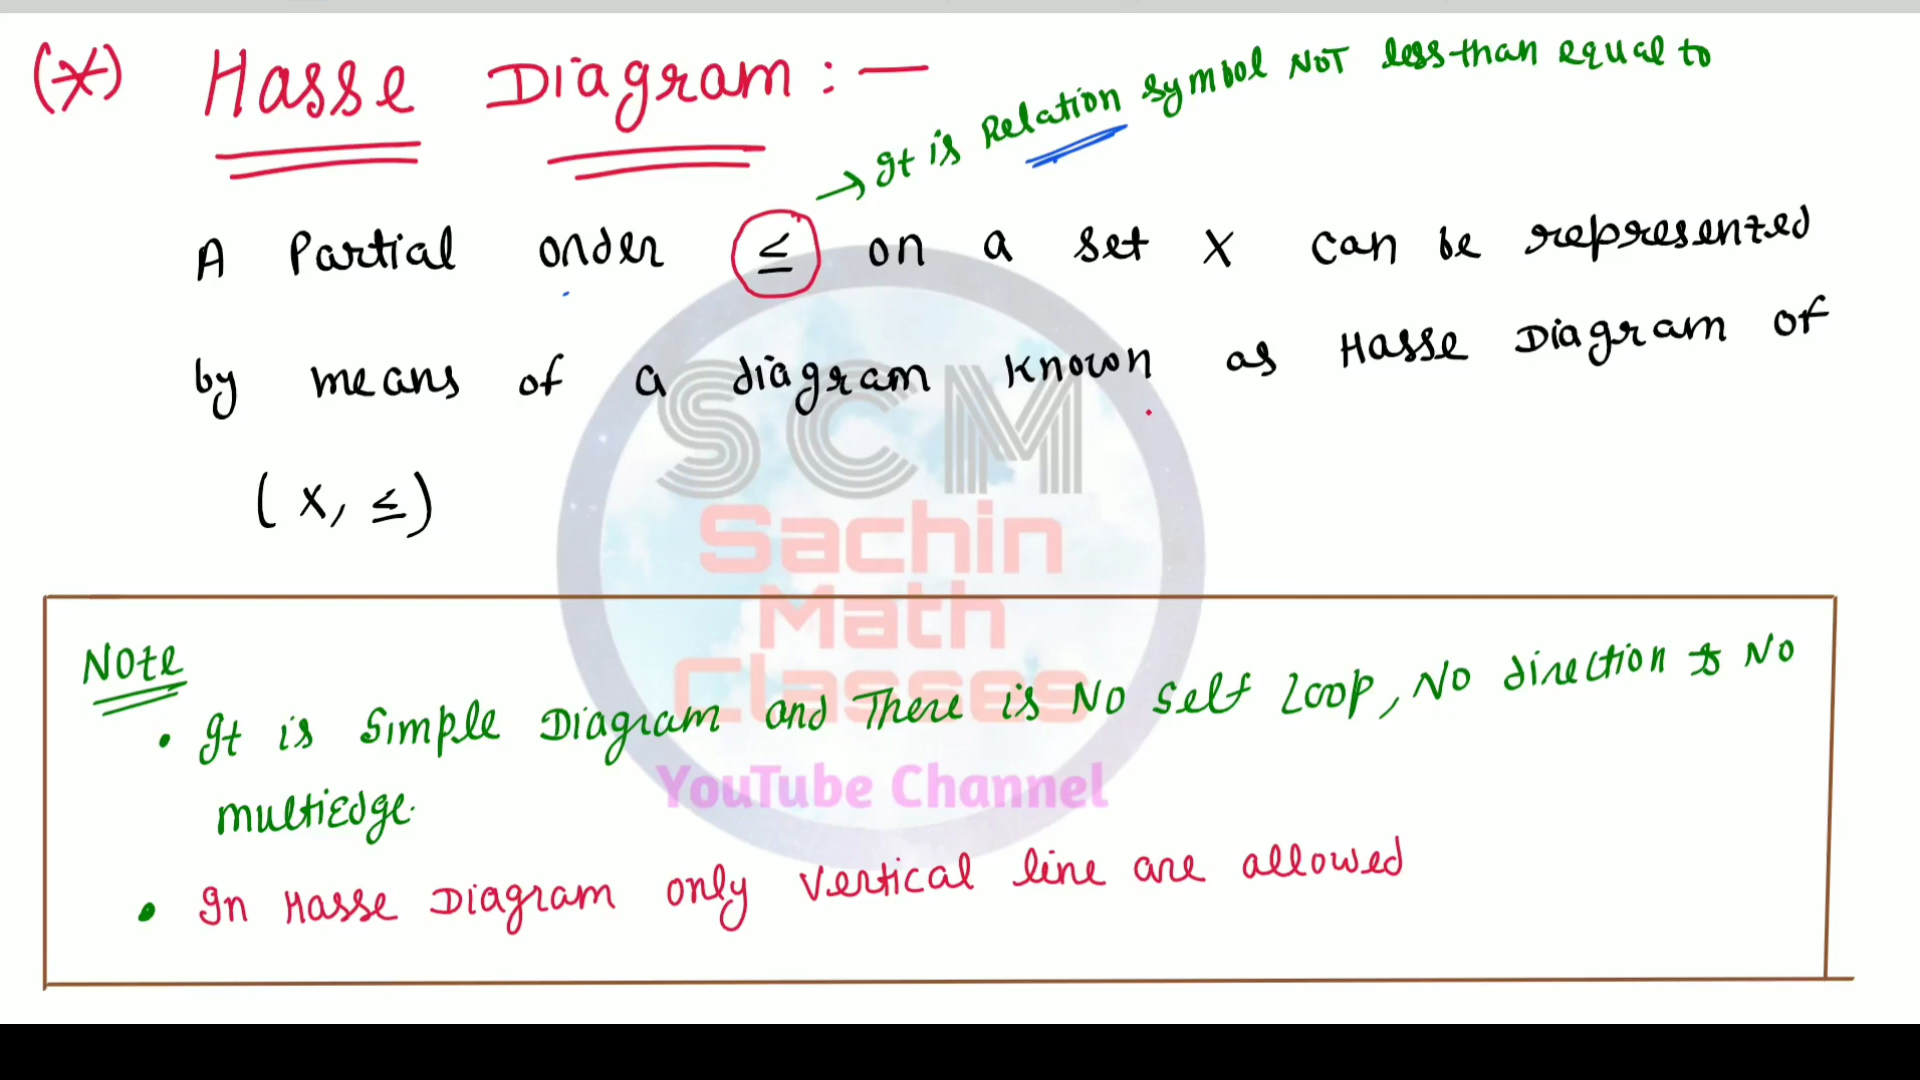 (*) Hasse Diagram : —
→ It is Relation symbol NOT less than equal to
A Partial order ≤ on a set X can be represented
by means of a diagram known as Hasse Diagram of
(X, ≤)
SCM
Sachin
Math
Classes
YouTube Channel
Note
• It is simple Diagram and There is No self Loop, No direction & No
multiEdge.
• In Hasse Diagram only vertical line are allowed